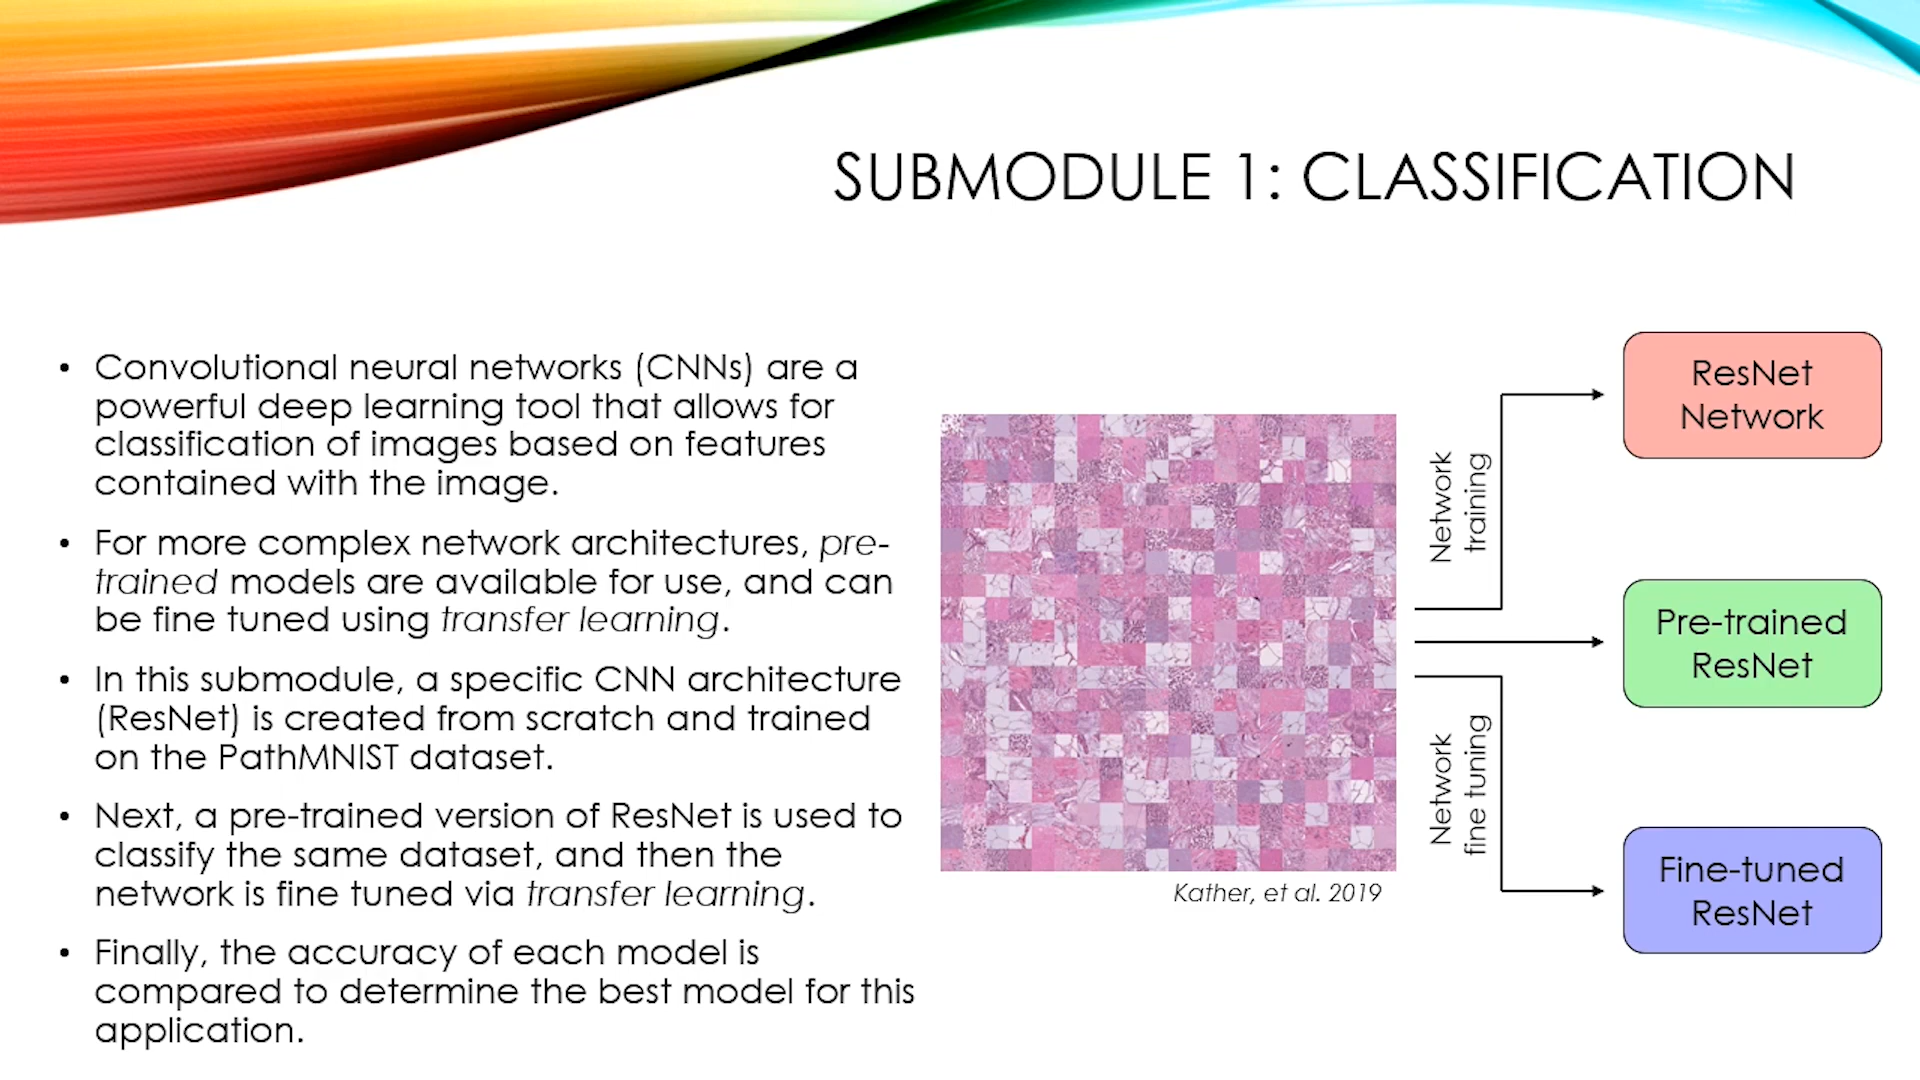 SUBMODULE 1: CLASSIFICATION
• Convolutional neural networks (CNNs) are a
powerful deep learning tool that allows for
classification of images based on features
contained with the image.
• For more complex network architectures, pre-
trained models are available for use, and can
be fine tuned using transfer learning.
• In this submodule, a specific CNN architecture
(ResNet) is created from scratch and trained
on the PathMNIST dataset.
• Next, a pre-trained version of ResNet is used to
classify the same dataset, and then the
network is fine tuned via transfer learning.
• Finally, the accuracy of each model is
compared to determine the best model for this
application.
Kather, et al. 2019
Network
training
Network
fine tuning
ResNet
Network
Pre-trained
ResNet
Fine-tuned
ResNet